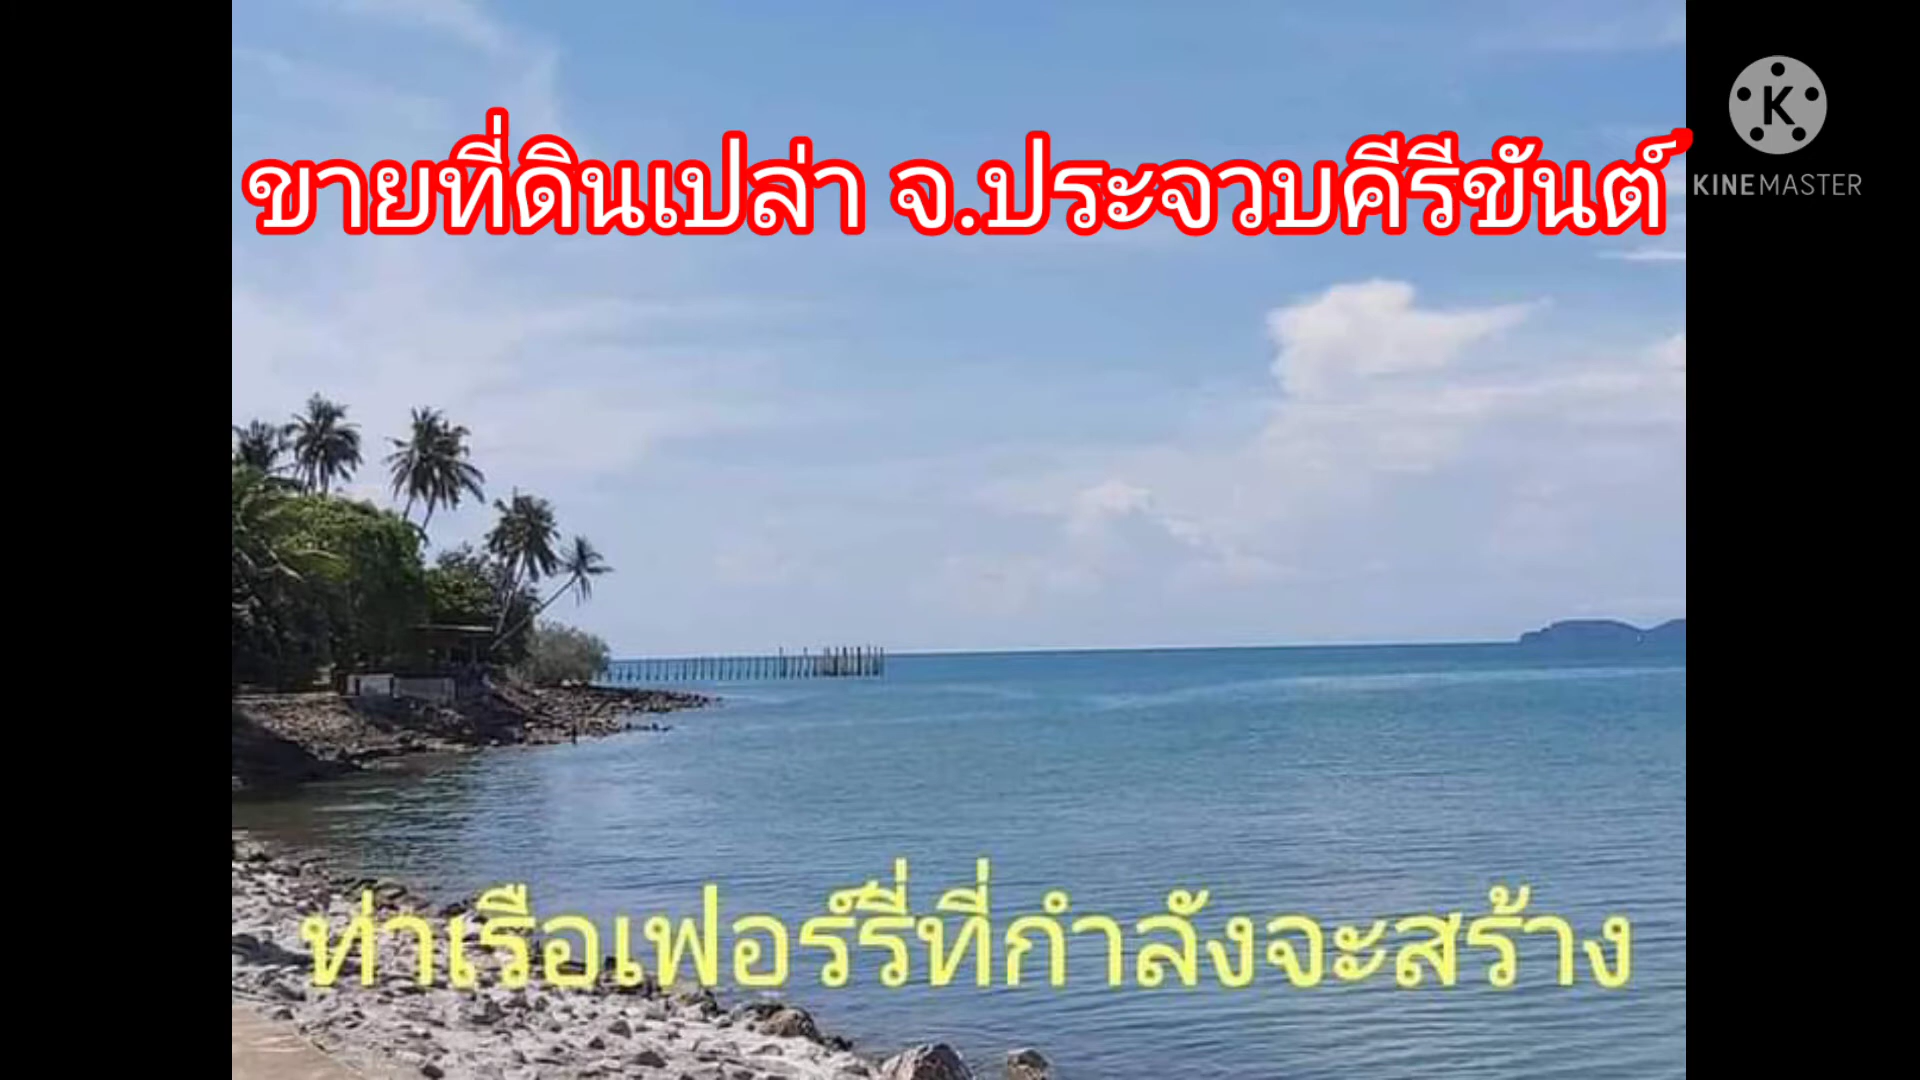 ขายที่ดินเปล่า จ.ประจวบคีรีขันต์
KINEMASTER
ท่าเรือเฟอร์รี่ที่กำลังจะสร้าง